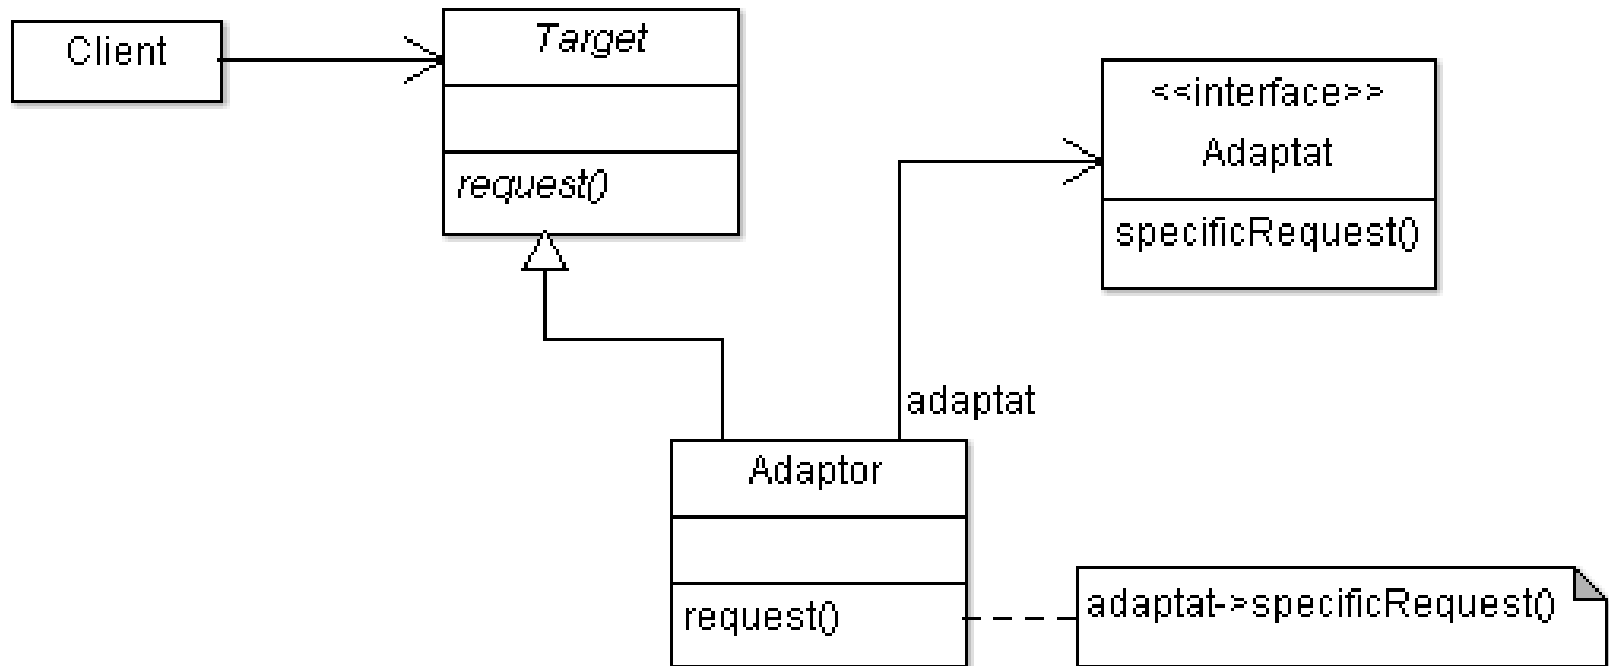 Client
Target
request()
<<interface>>
Adaptat
specificRequest()
adaptat
Adaptor
request()
adaptat->specificRequest()